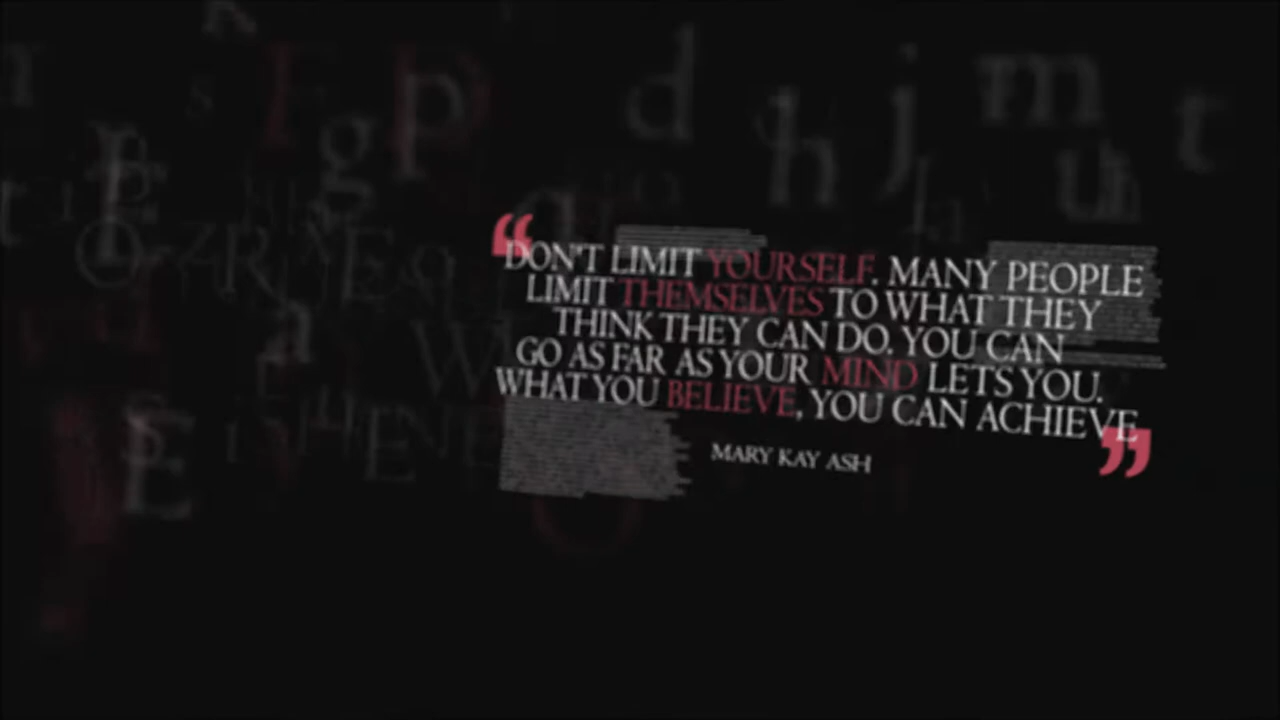 “DON'T LIMIT YOURSELF. MANY PEOPLE
LIMIT THEMSELVES TO WHAT THEY
THINK THEY CAN DO. YOU CAN
GO AS FAR AS YOUR MIND LETS YOU.
WHAT YOU BELIEVE, YOU CAN ACHIEVE”
MARY KAY ASH